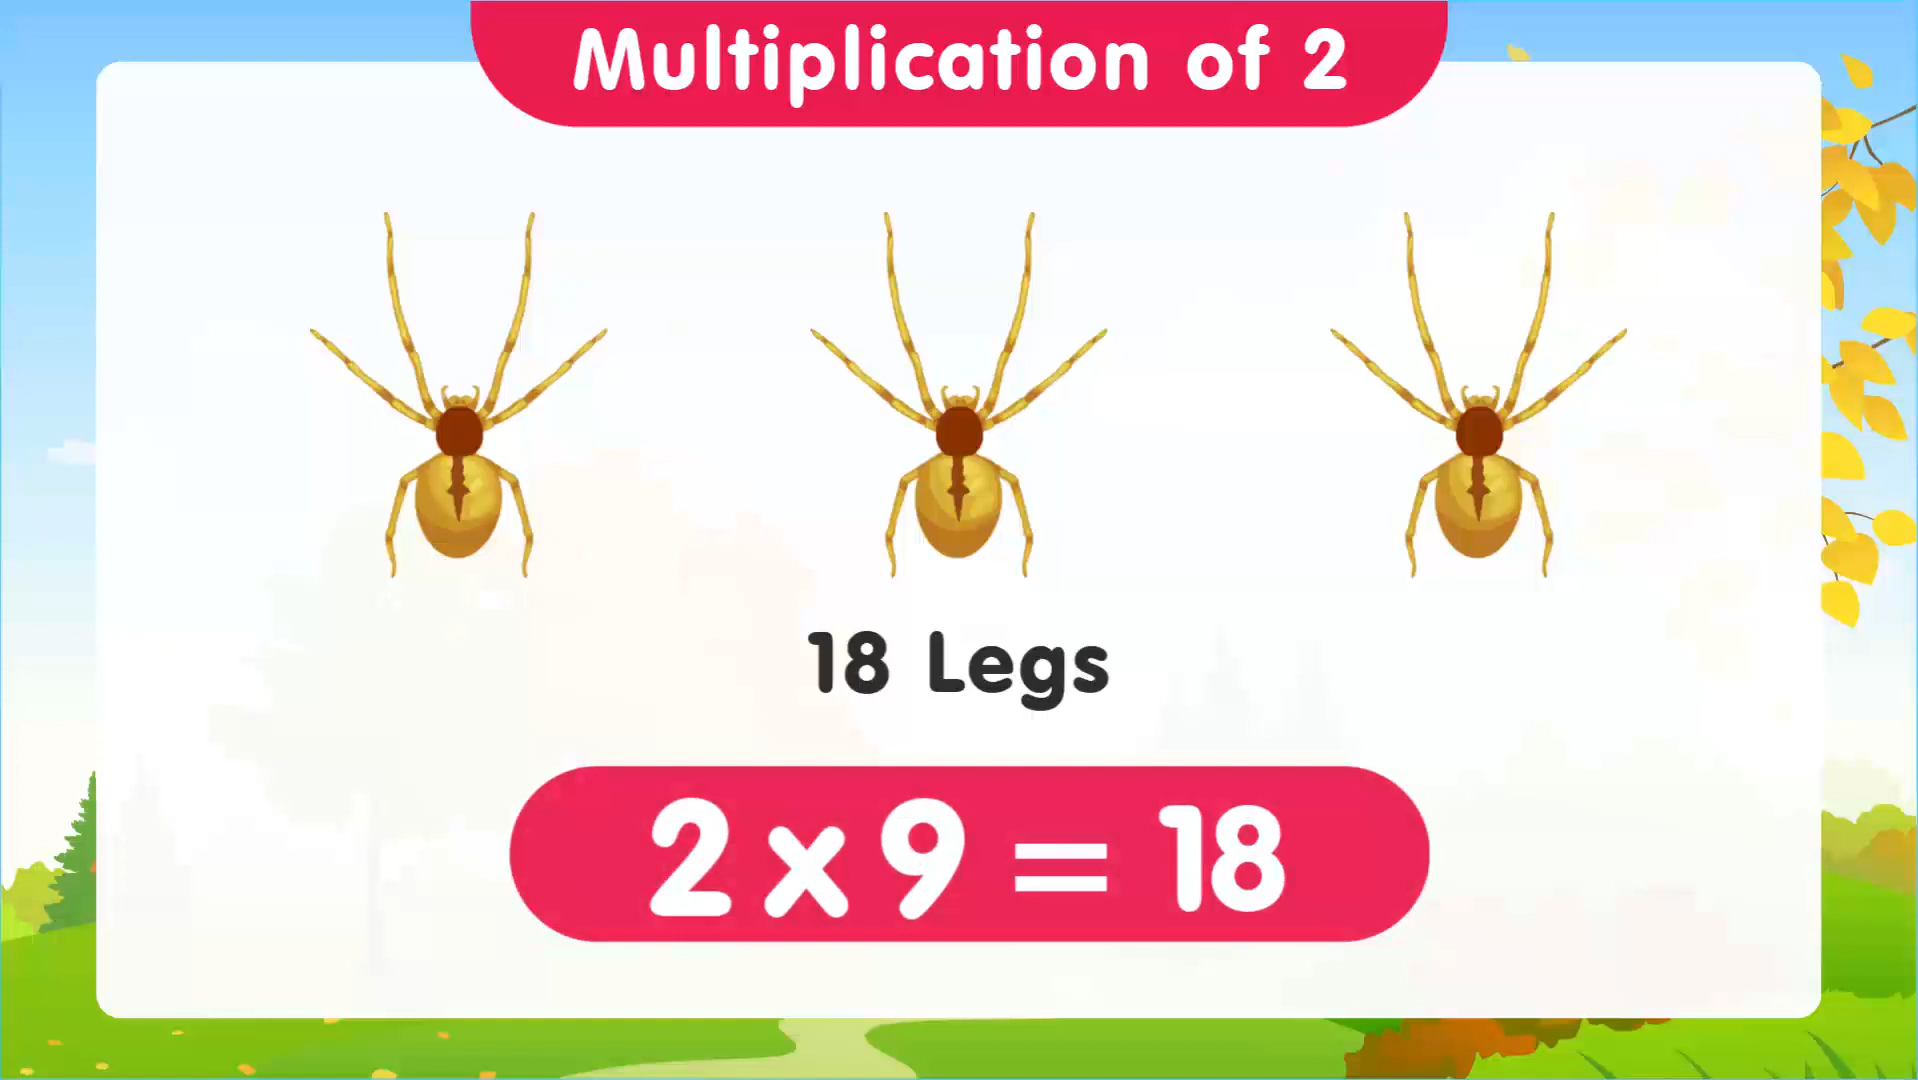 Multiplication of 2
18 Legs
2 x 9 = 18